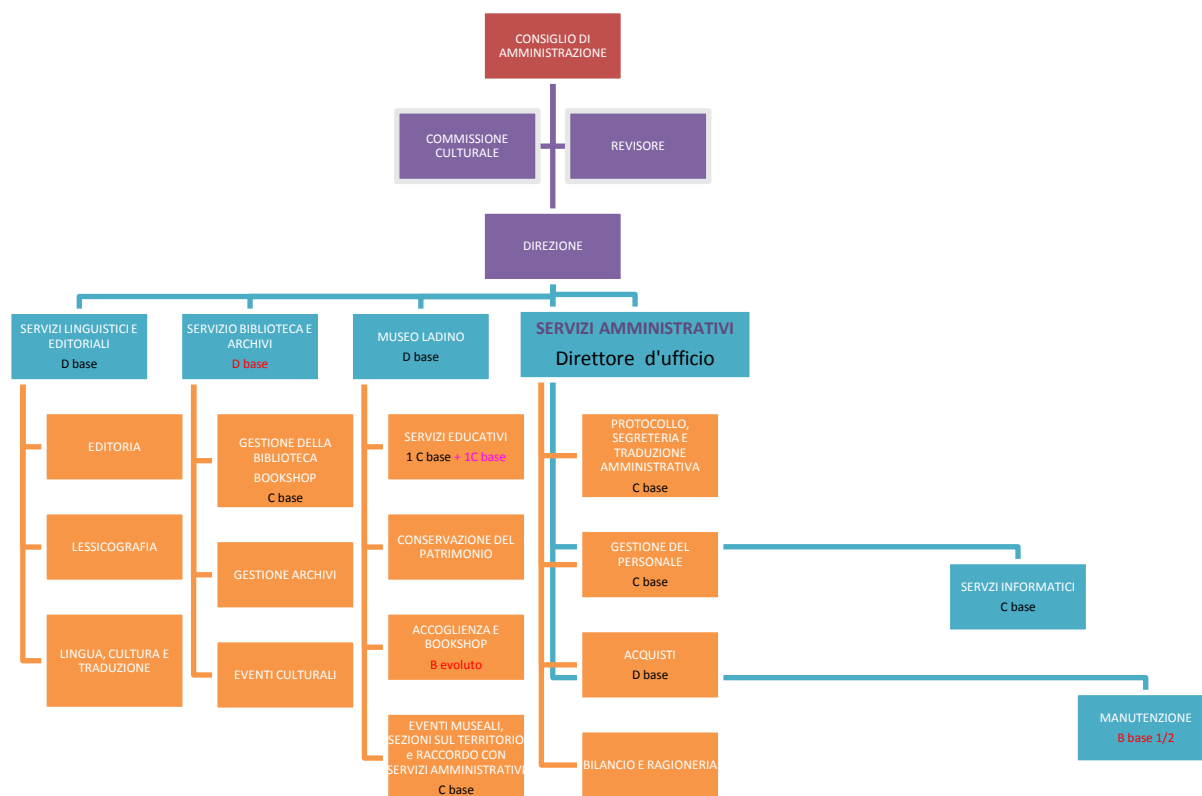 CONSIGLIO DI
AMMINISTRAZIONE
COMMISSIONE
CULTURALE
REVISORE
DIREZIONE
SERVIZI LINGUISTICI E
EDITORIALI
D base
SERVIZIO BIBLIOTECA E
ARCHIVI
D base
MUSEO LADINO
D base
SERVIZI AMMINISTRATIVI
Direttore d'ufficio
EDITORIA
LESSICOGRAFIA
LINGUA, CULTURA E
TRADUZIONE
GESTIONE DELLA
BIBLIOTECA
BOOKSHOP
C base
GESTIONE ARCHIVI
EVENTI CULTURALI
SERVIZI EDUCATIVI
1 C base + 1C base
CONSERVAZIONE DEL
PATRIMONIO
ACCOGLIENZA E
BOOKSHOP
B evoluto
EVENTI MUSEALI,
SEZIONI SUL TERRITORIO
e RACCORDO CON
SERVIZI AMMINISTRATIVI
C base
PROTOCOLLO,
SEGRETERIA E
TRADUZIONE
AMMINISTRATIVA
C base
GESTIONE DEL
PERSONALE
C base
ACQUISTI
D base
BILANCIO E RAGIONERIA
SERVZI INFORMATICI
C base
MANUTENZIONE
B base 1/2